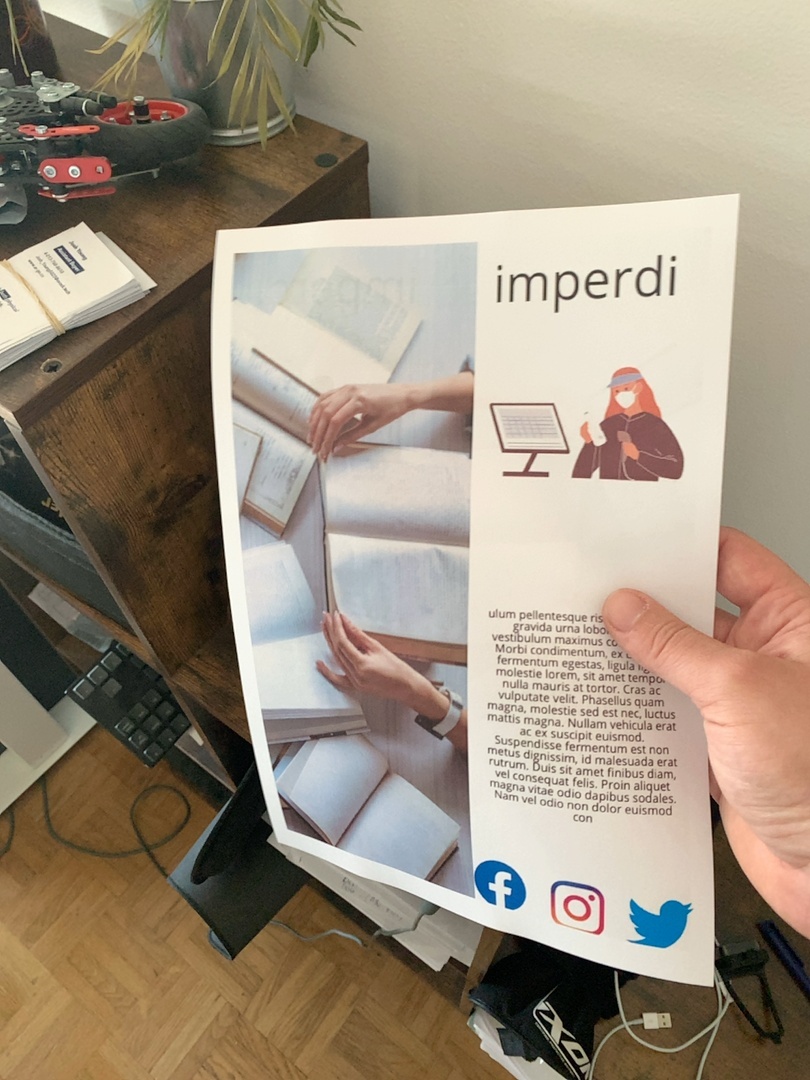 imperdi
ulum pellentesque ris
gravida urna lobo
vestibulum maximus co
Morbi condimentum, ex
fermentum egestas, ligula
molestie lorem, sit amet tempo
nulla mauris at tortor. Cras ac
vulputate velit. Phasellus quam
magna, molestie sed est nec, luctus
mattis magna. Nullam vehicula erat
ac ex suscipit euismod.
Suspendisse fermentum est non
metus dignissim, id malesuada erat
rutrum. Duis sit amet finibus diam,
vel consequat felis. Proin aliquet
magna vitae odio dapibus sodales.
Nam vel odio non dolor euismod
con
Josh Young